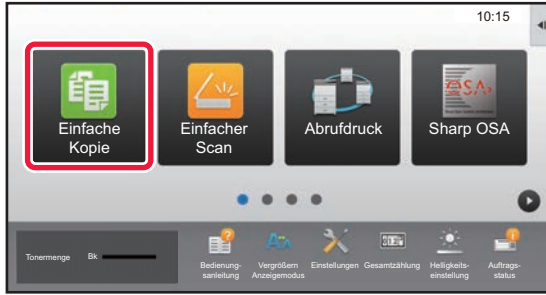 10:15
Einfache
Kopie
Einfacher
Scan
Abrufdruck
OSA
Sharp OSA
Tonermenge Bk
Bedienungs-
anleitung
Vergrößern
Anzeigemodus
Einstellungen
Gesamtzählung
Helligkeits-
einstellung
Auftrags-
status